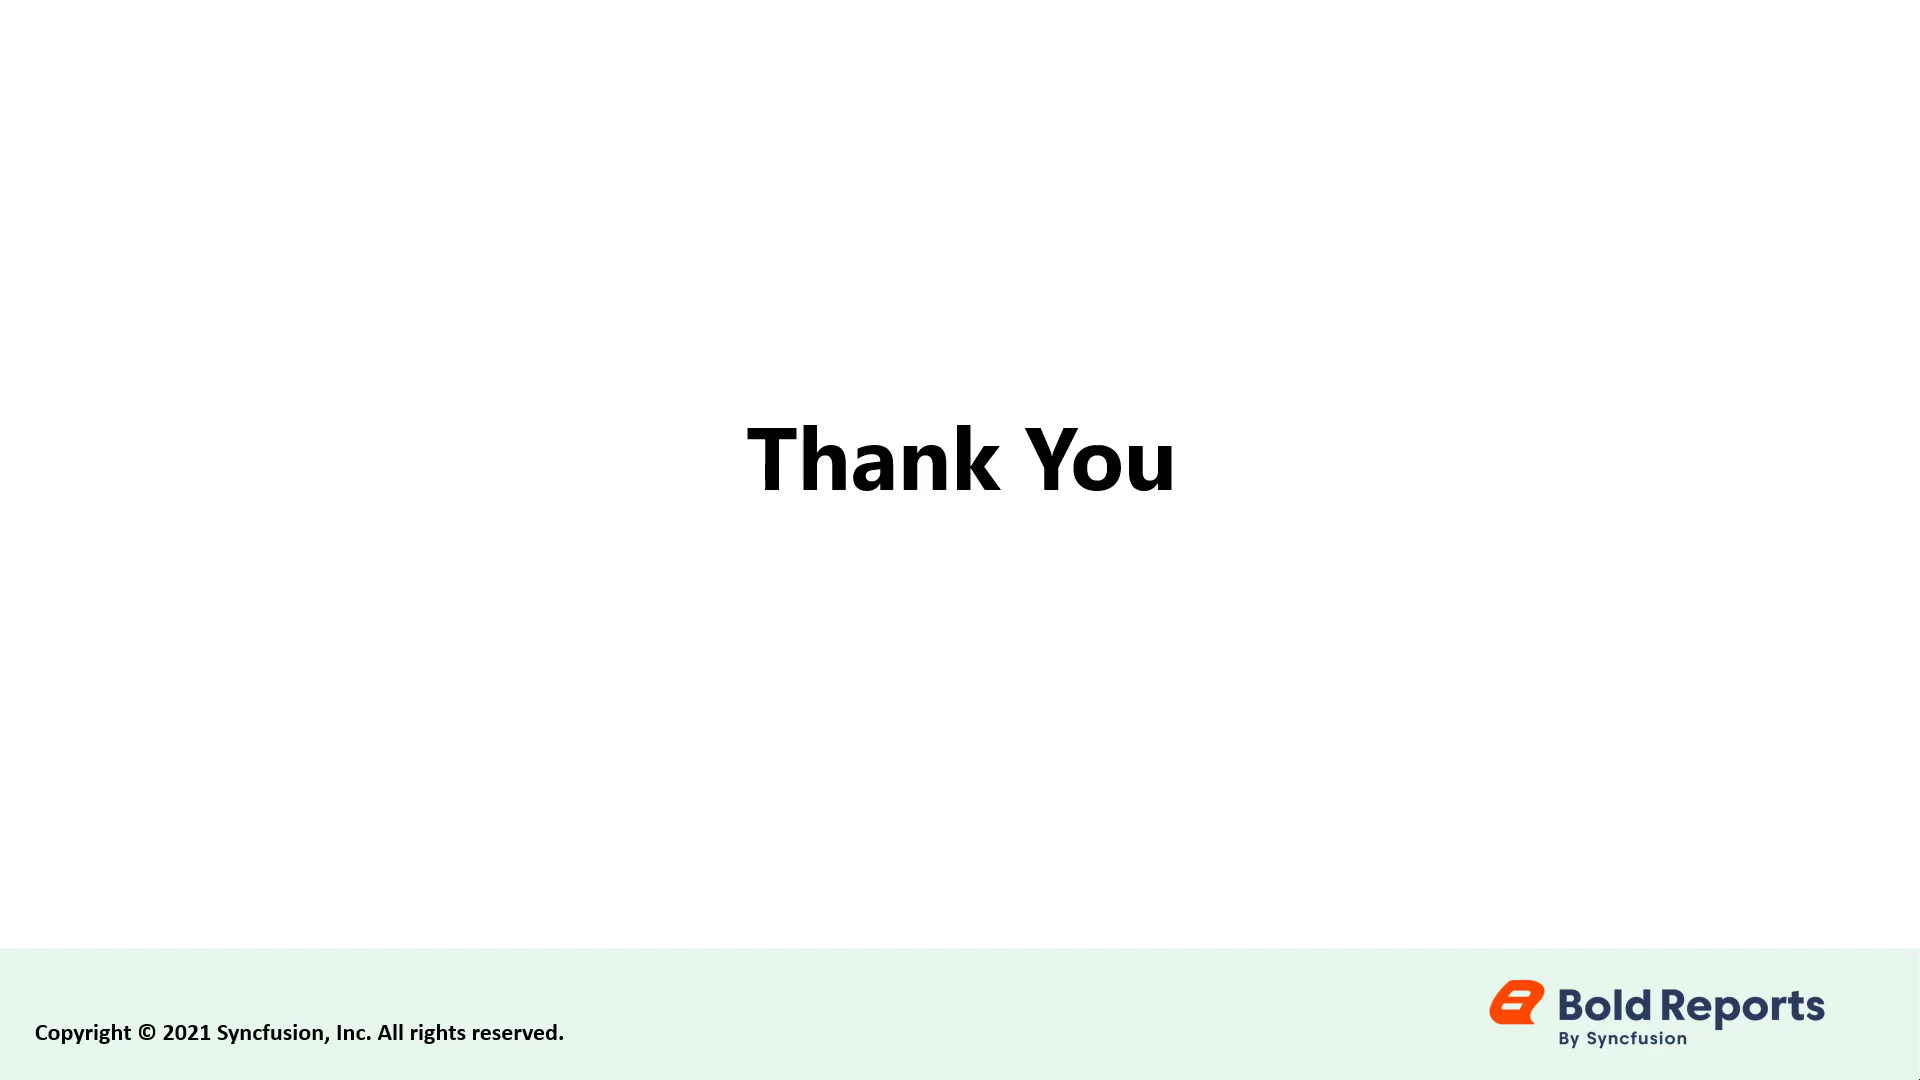 Thank You
Copyright © 2021 Syncfusion, Inc. All rights reserved.
Bold Reports
By Syncfusion